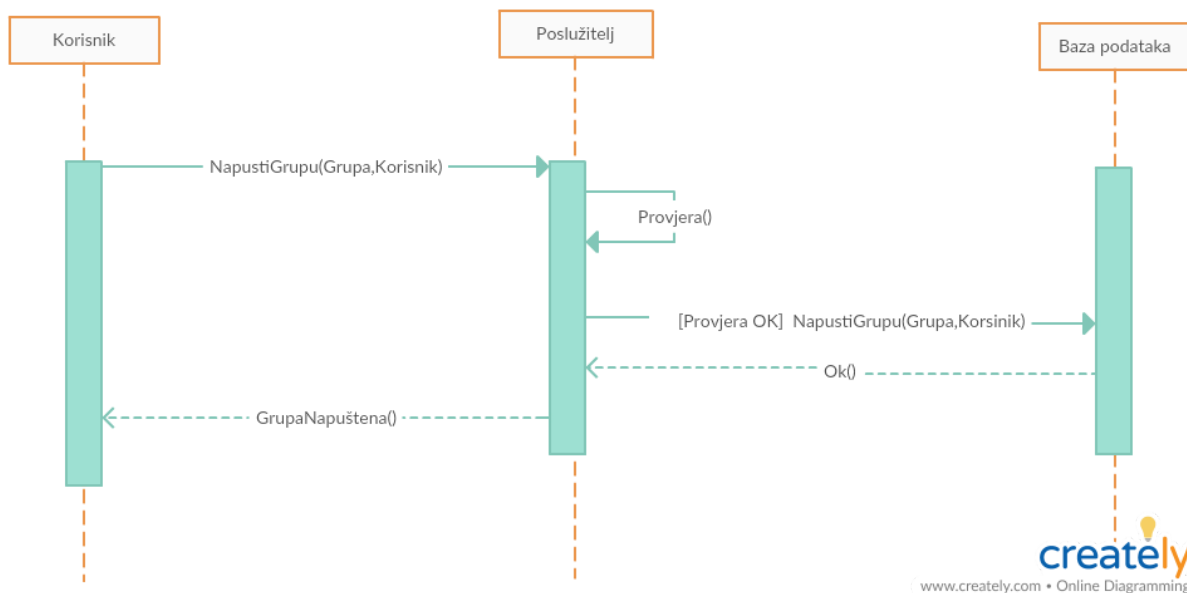 Korisnik
Poslužitelj
Baza podataka
NapustiGrupu(Grupa,Korisnik)
Provjera()
[Provjera OK] NapustiGrupu(Grupa,Korsinik)
Ok()
GrupaNapuštena()
creately
www.creately.com • Online Diagramming